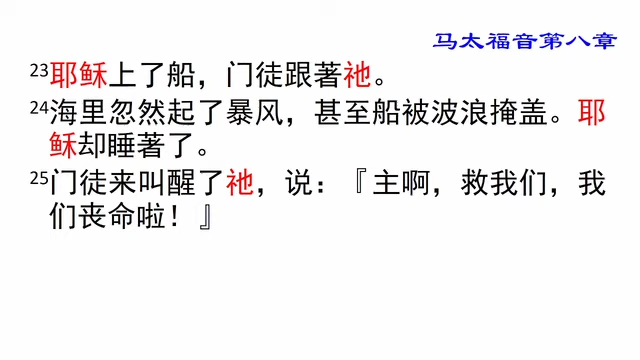 马太福音第八章
23耶稣上了船，门徒跟著祂。
24海里忽然起了暴风，甚至船被波浪掩盖。耶
稣却睡著了。
25门徒来叫醒了祂，说：『主啊，救我们，我
们丧命啦！』